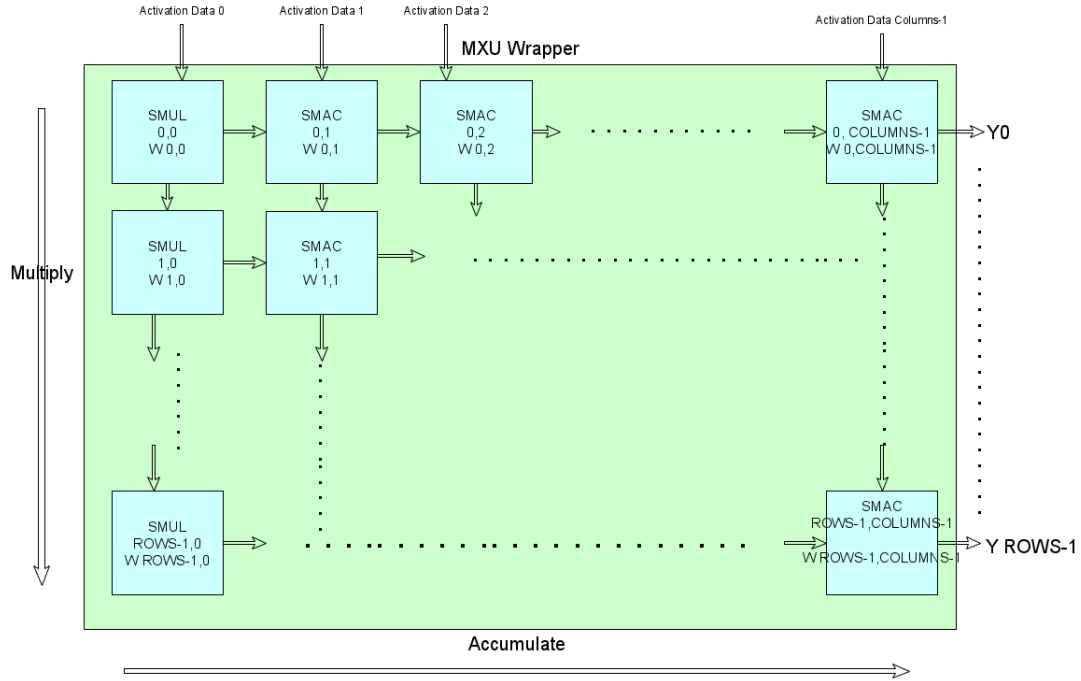 Activation Data 0
Activation Data 1
Activation Data 2
Activation Data Columns-1
MXU Wrapper
SMUL
0,0
W 0,0
SMAC
0,1
W 0,1
SMAC
0,2
W 0,2
SMAC
0, COLUMNS-1
W 0,COLUMNS-1
Y0
SMUL
1,0
W 1,0
SMAC
1,1
W 1,1
Multiply
SMUL
ROWS-1,0
W ROWS-1,0
SMAC
ROWS-1,COLUMNS-1
W ROWS-1,COLUMNS-1
Y ROWS-1
Accumulate